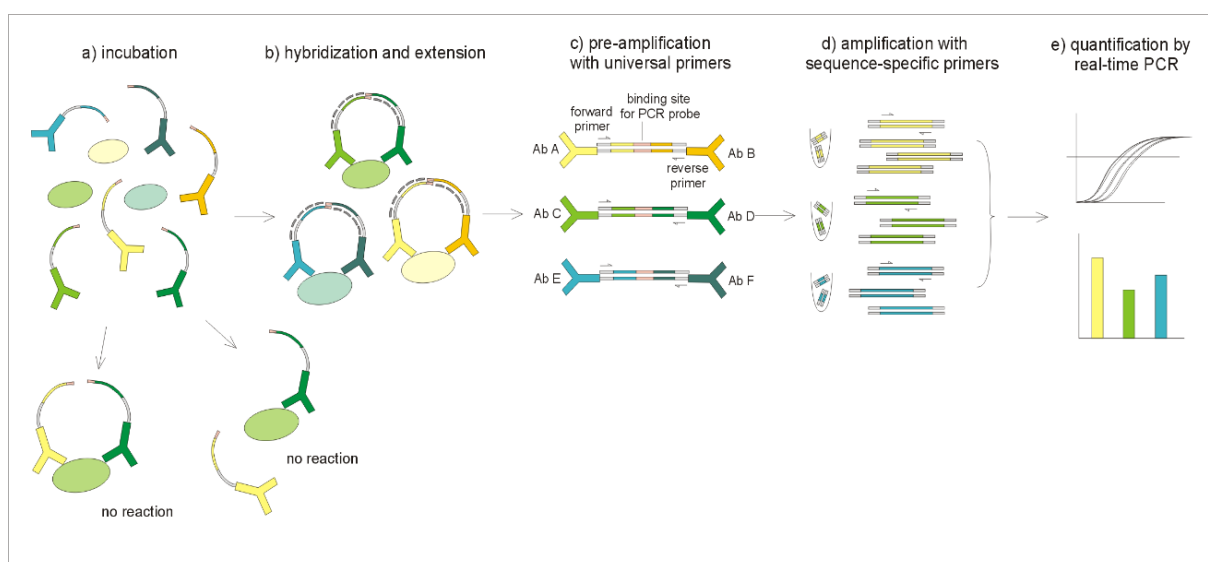 a) incubation
b) hybridization and extension
c) pre-amplification
with universal primers
d) amplification with
sequence-specific primers
e) quantification by
real-time PCR
forward
primer
binding site
for PCR probe
Ab A
Ab B
reverse
primer
Ab C
Ab D
Ab E
Ab F
no reaction
no reaction